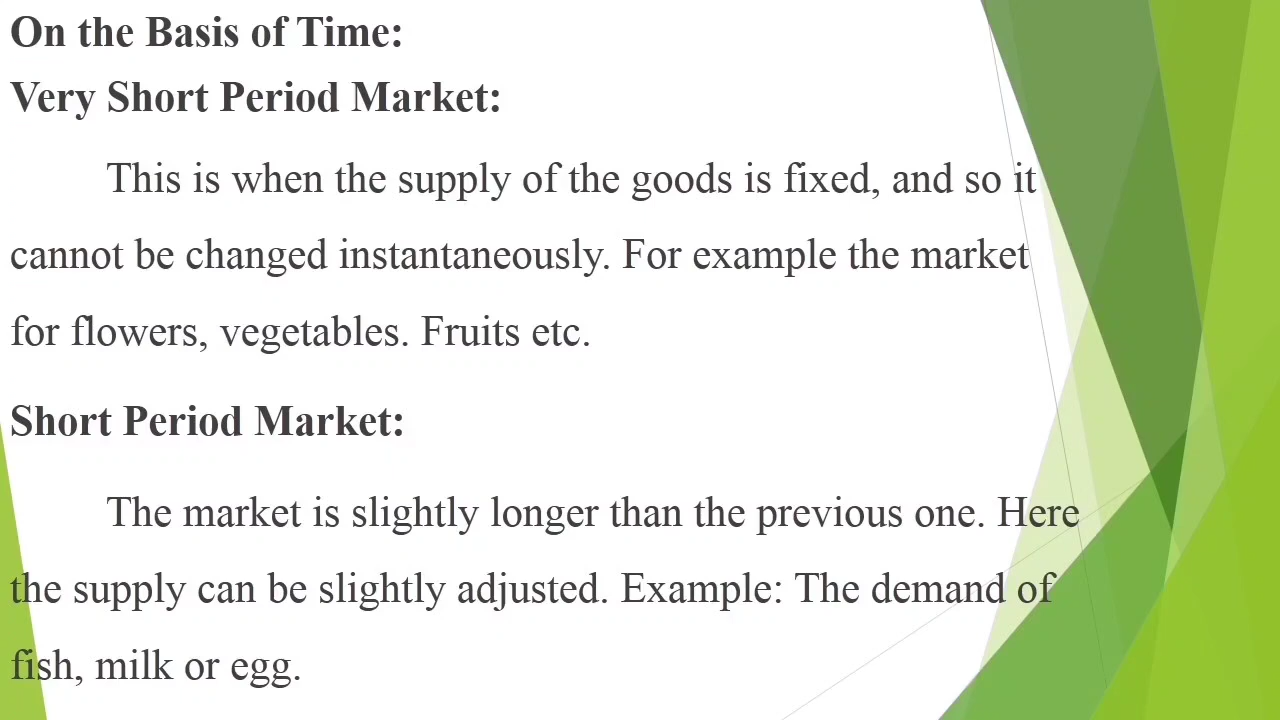 On the Basis of Time:
Very Short Period Market:
This is when the supply of the goods is fixed, and so it
cannot be changed instantaneously. For example the market
for flowers, vegetables. Fruits etc.
Short Period Market:
The market is slightly longer than the previous one. Here
the supply can be slightly adjusted. Example: The demand of
fish, milk or egg.